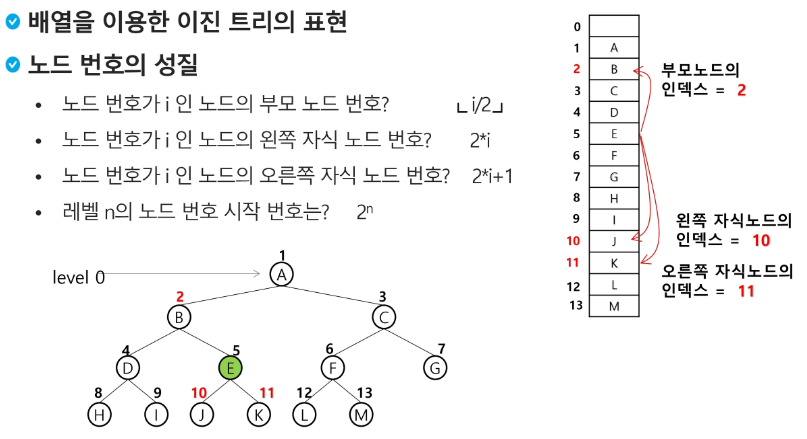 배열을 이용한 이진 트리의 표현
노드 번호의 성질
• 노드 번호가 i 인 노드의 부모 노드 번호? ⌞i/2⌟
• 노드 번호가 i 인 노드의 왼쪽 자식 노드 번호? 2*i
• 노드 번호가 i 인 노드의 오른쪽 자식 노드 번호? 2*i+1
• 레벨 n의 노드 번호 시작 번호는? 2ⁿ
level 0
1
A
2
3
B
C
4
5
6
7
D
E
F
G
8
9
10
11
12
13
H
I
J
K
L
M
0
1 A
2 B
3 C
4 D
5 E
6 F
7 G
8 H
9 I
10 J
11 K
12 L
13 M
부모노드의
인덱스 = 2
왼쪽 자식노드의
인덱스 = 10
오른쪽 자식노드의
인덱스 = 11